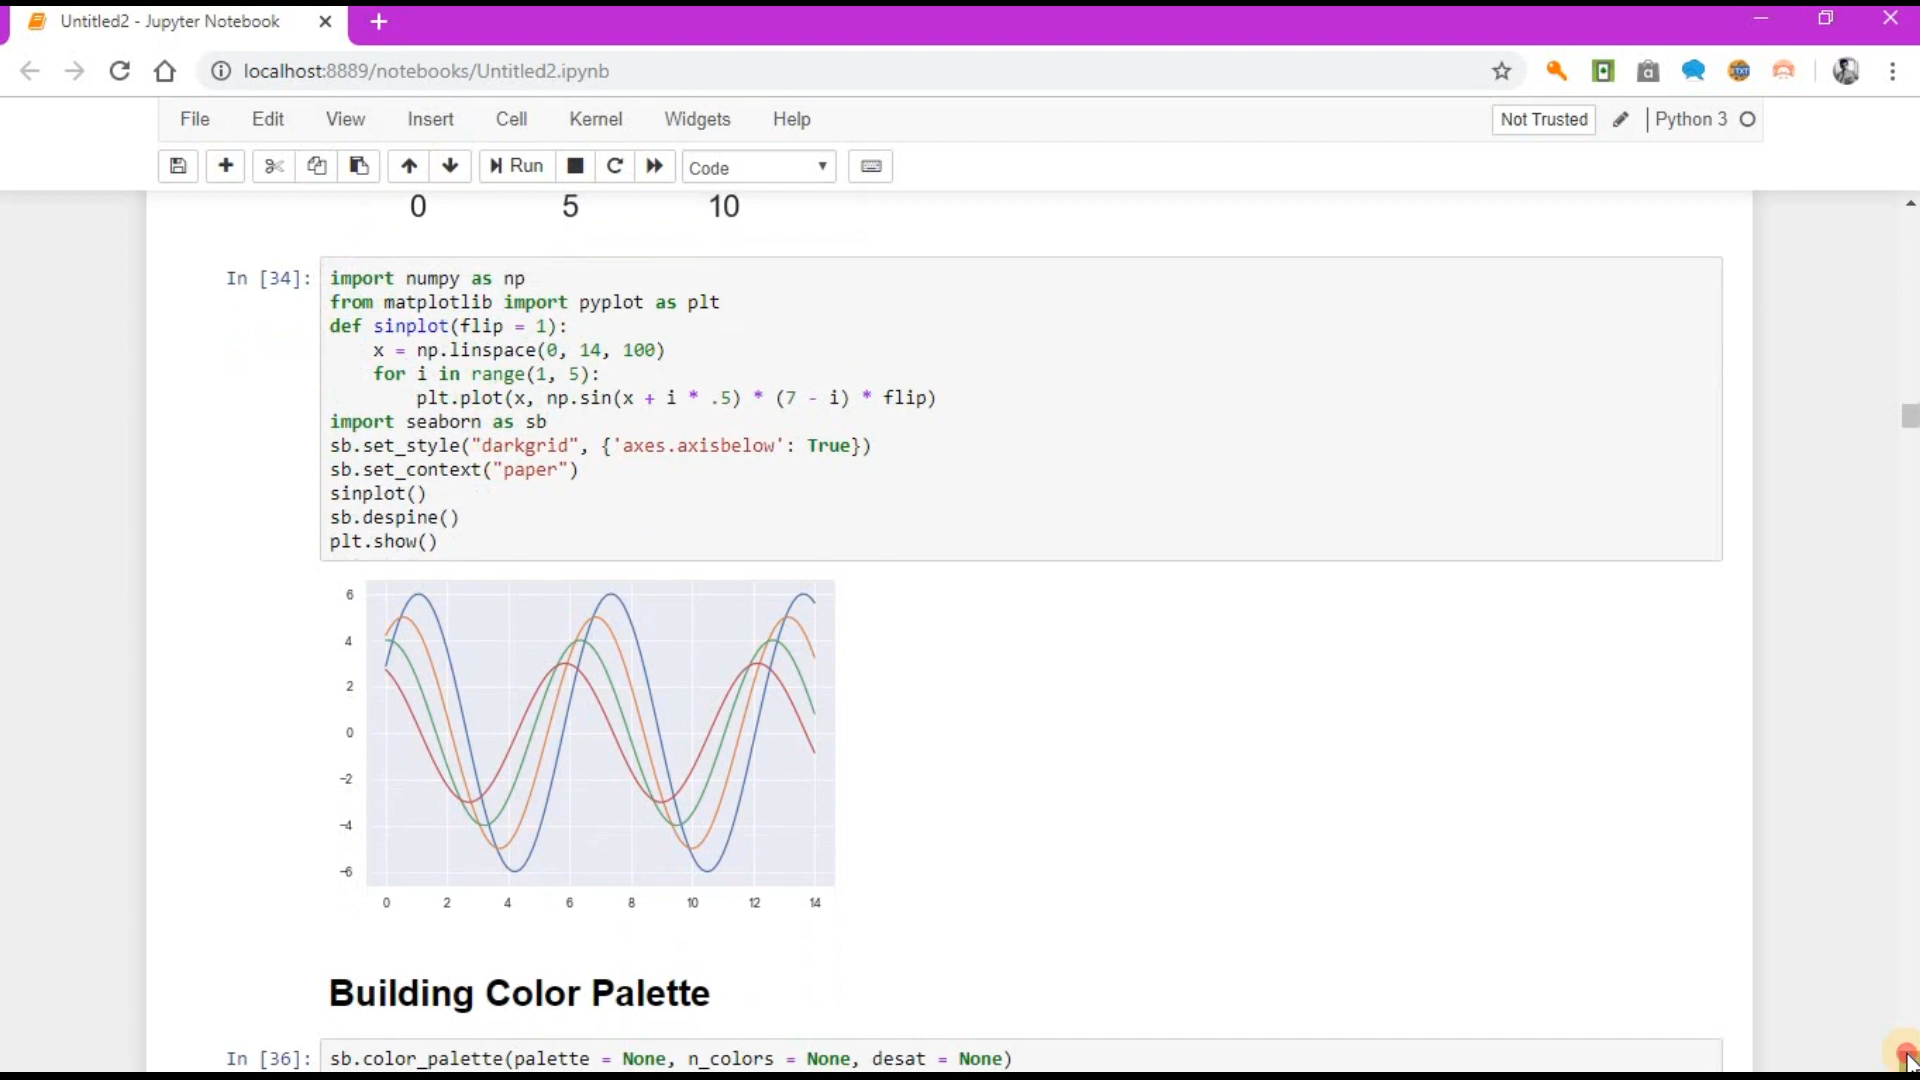 Untitled2 - Jupyter Notebook
localhost:8889/notebooks/Untitled2.ipynb
File Edit View Insert Cell Kernel Widgets Help Not Trusted Python 3
Run Code
0 5 10
In [34]: import numpy as np
from matplotlib import pyplot as plt
def sinplot(flip = 1):
    x = np.linspace(0, 14, 100)
    for i in range(1, 5):
        plt.plot(x, np.sin(x + i * .5) * (7 - i) * flip)
import seaborn as sb
sb.set_style("darkgrid", {'axes.axisbelow': True})
sb.set_context("paper")
sinplot()
sb.despine()
plt.show()
6
4
2
0
−2
−4
−6
0 2 4 6 8 10 12 14
Building Color Palette
In [36]: sb.color_palette(palette = None, n_colors = None, desat = None)